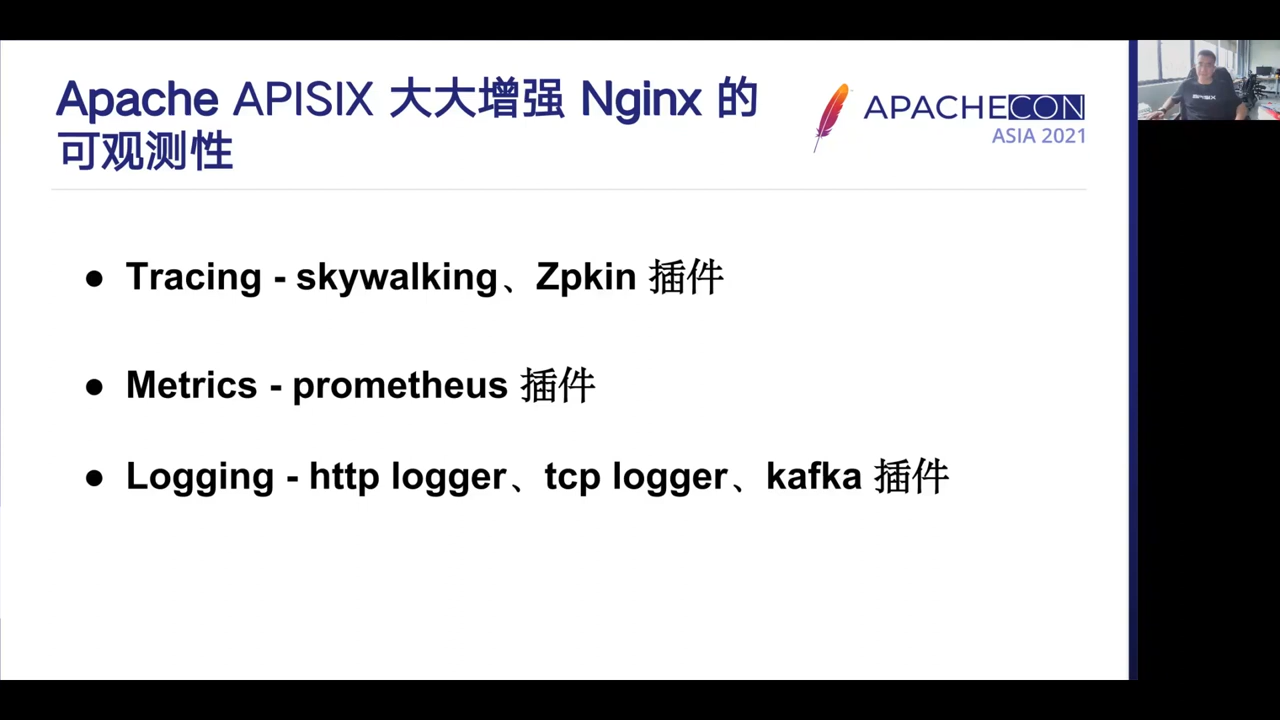 Apache APISIX 大大增强 Nginx 的
可观测性
APACHECON
ASIA 2021
● Tracing - skywalking、Zpkin 插件
● Metrics - prometheus 插件
● Logging - http logger、tcp logger、kafka 插件
APISIX